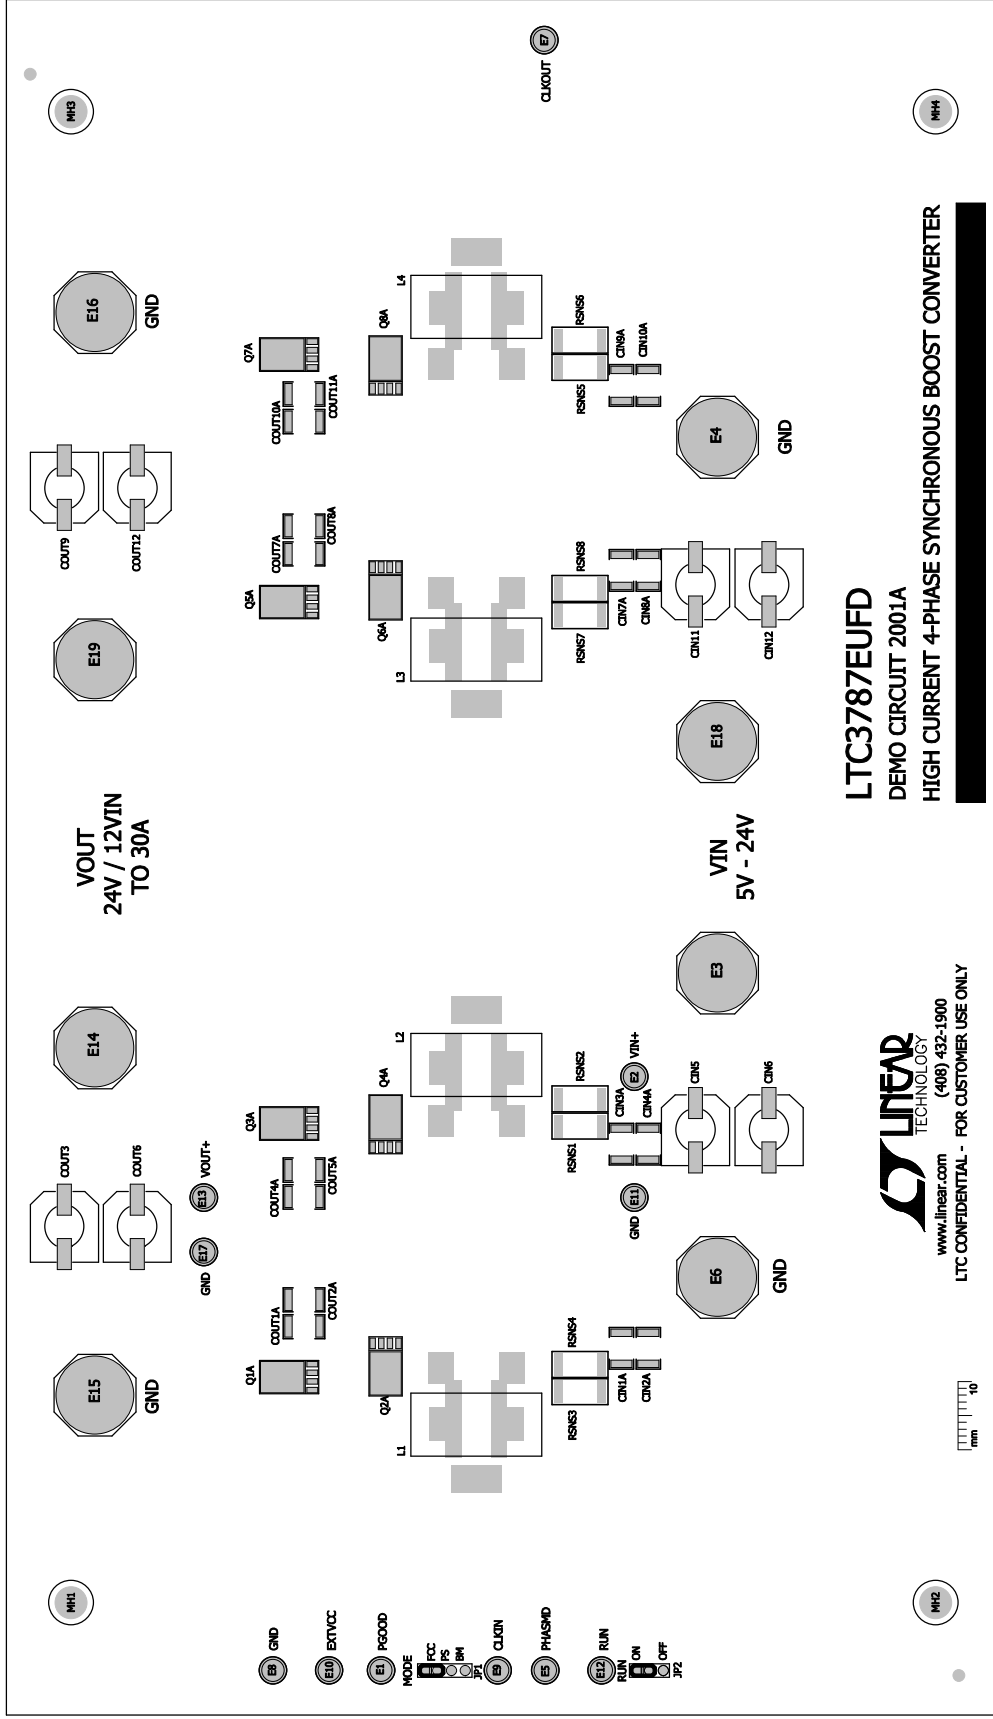 MH1
E15
GND
COUT3
COUT6
E17
GND
E13
VOUT+
E14
VOUT
24V / 12VIN
TO 30A
E19
COUT9
COUT12
E16
GND
MH3
E7
CLKOUT
Q1A
COUT1A
COUT2A
Q2A
L1
COUT4A
COUT5A
Q3A
Q4A
L2
Q5A
COUT7A
COUT8A
Q6A
L3
COUT10A
COUT11A
Q7A
Q8A
L4
E8
GND
E10
EXTVCC
E1
PGOOD
MODE
FCC
PS
BM
JP1
E9
CLKIN
E5
PHASMD
E12
RUN
RUN
ON
OFF
JP2
RSNS3
RSNS4
CIN1A
CIN2A
RSNS1
RSNS2
CIN3A
CIN4A
E11
GND
E2
VIN+
RSNS7
RSNS8
CIN7A
CIN8A
RSNS5
RSNS6
CIN9A
CIN10A
E6
GND
CIN5
CIN6
E3
VIN
5V - 24V
E18
CIN11
CIN12
E4
GND
MH2
mm
10
LINEAR
TECHNOLOGY
www.linear.com
(408) 432-1900
LTC CONFIDENTIAL - FOR CUSTOMER USE ONLY
LTC3787EUFD
DEMO CIRCUIT 2001A
HIGH CURRENT 4-PHASE SYNCHRONOUS BOOST CONVERTER
MH4